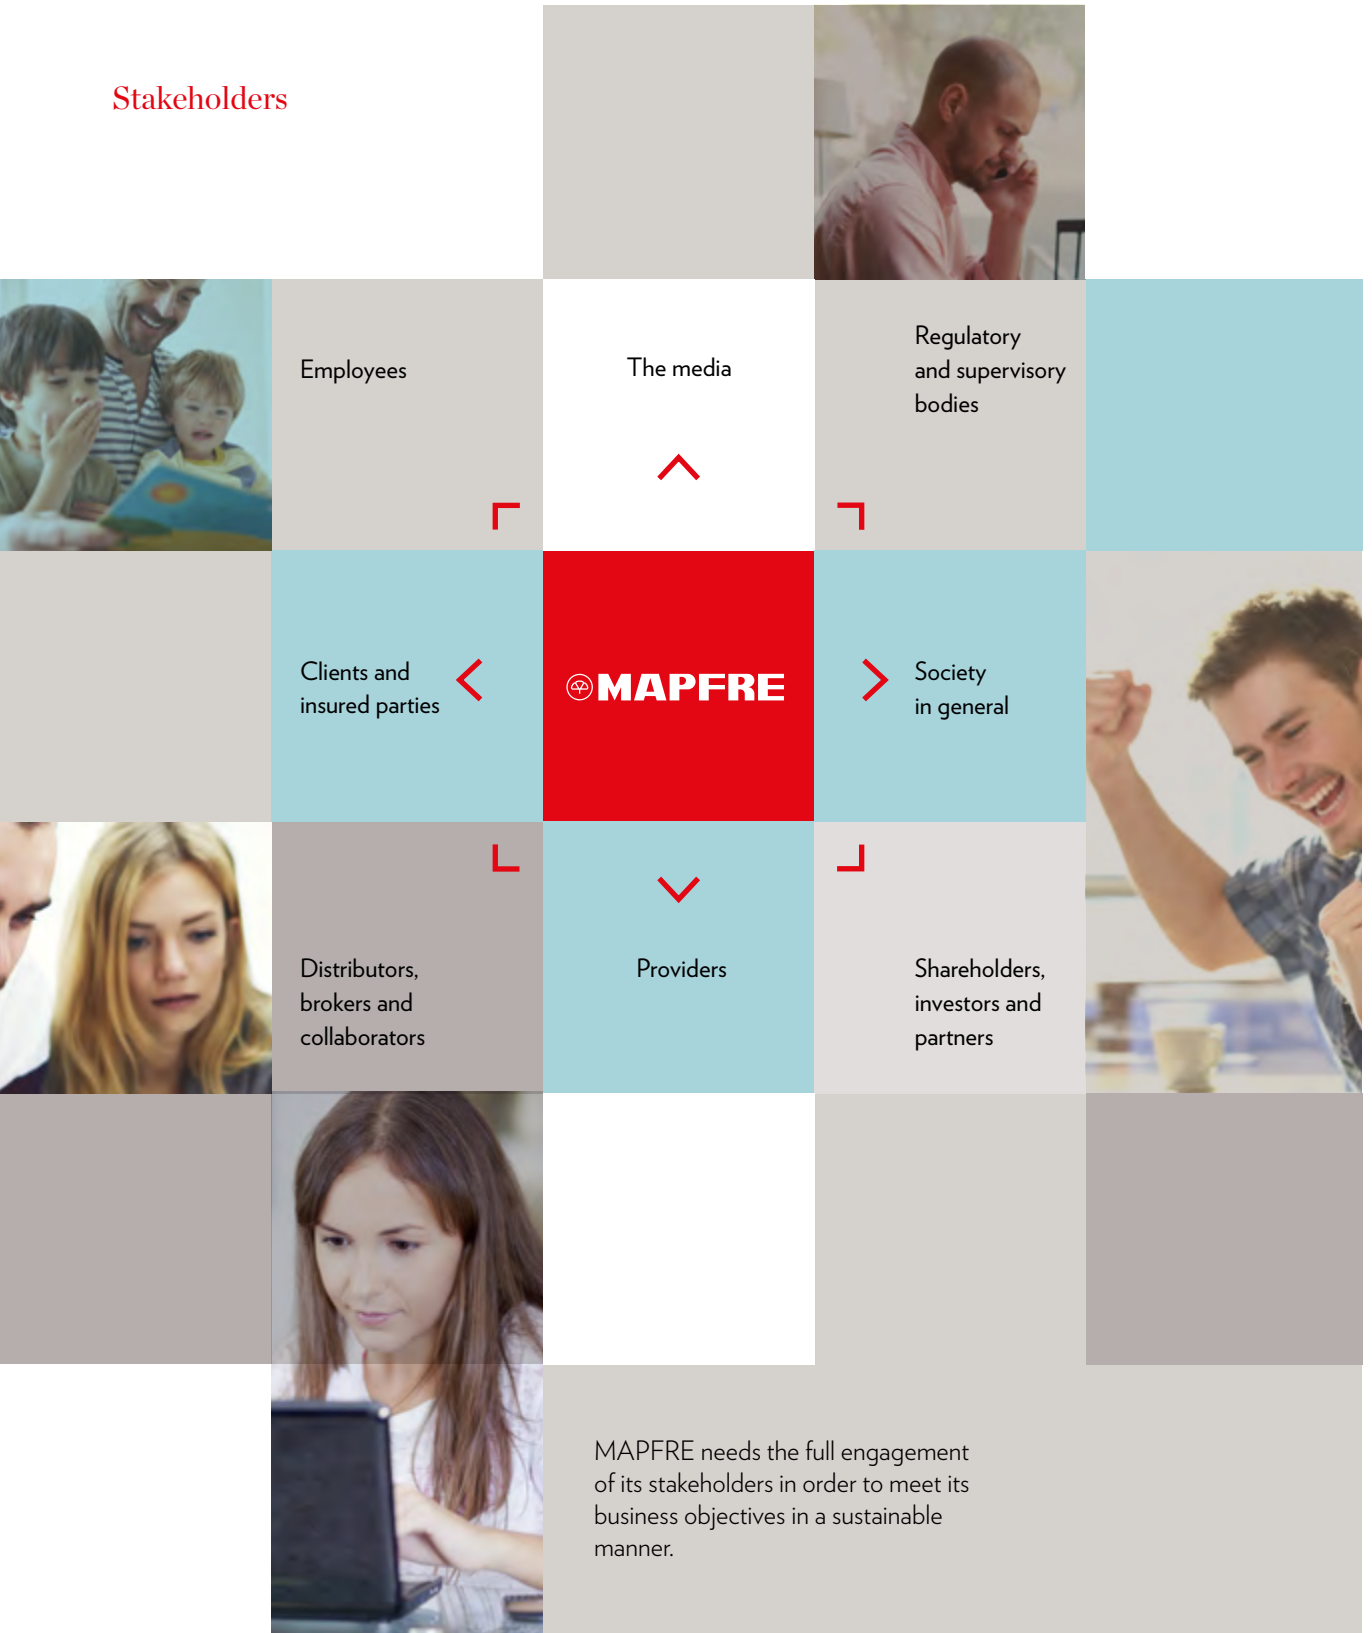 Stakeholders
Employees
The media
Regulatory
and supervisory
bodies
Clients and
insured parties
MAPFRE
Society
in general
Distributors,
brokers and
collaborators
Providers
Shareholders,
investors and
partners
MAPFRE needs the full engagement
of its stakeholders in order to meet its
business objectives in a sustainable
manner.